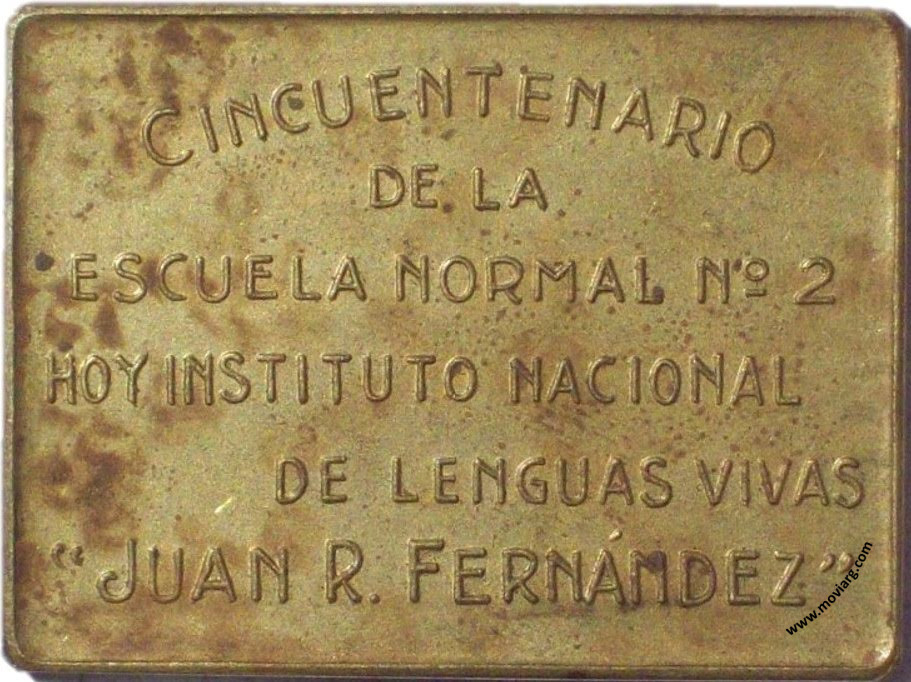 CINCUENTENARIO
DE LA
ESCUELA NORMAL Nº 2
HOY INSTITUTO NACIONAL
DE LENGUAS VIVAS
"JUAN R. FERNÁNDEZ"
www.moviarg.com